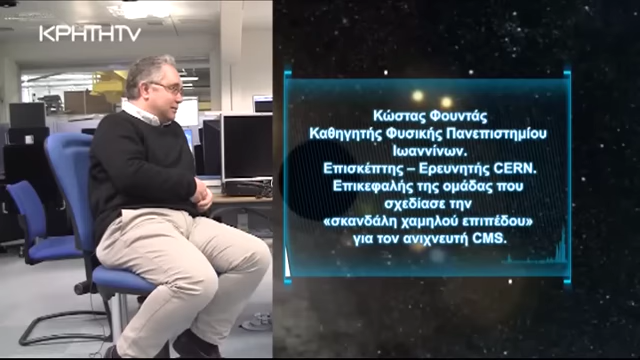 ΚΡΗΤΗTV
Κώστας Φουντάς
Καθηγητής Φυσικής Πανεπιστημίου
Ιωαννίνων.
Επισκέπτης – Ερευνητής CERN.
Επικεφαλής της ομάδας που
σχεδίασε την
«σκανδάλη χαμηλού επιπέδου»
για τον ανιχνευτή CMS.